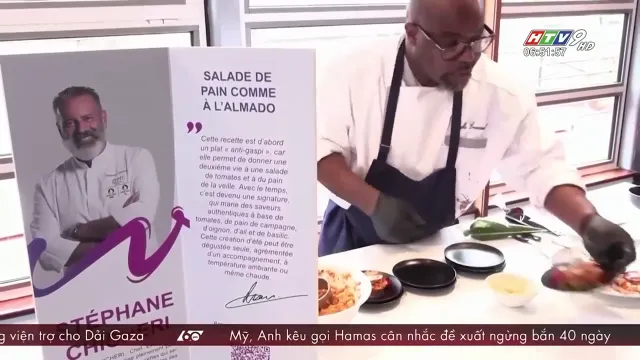 HTV9 HD
06:51:57
SALADE DE
PAIN COMME
À L'ALMADO
Cette recette est d'abord
un plat « anti-gaspi », car
elle permet de donner une
deuxième vie à une salade
de tomates et à du pain
de la veille. Avec le temps,
c'est devenu une signature,
qui marie des saveurs
authentiques à base de
tomates, de pain de campagne,
d'oignon, d'ail et de basilic.
Cette création d'été peut être
dégustée seule, agrémentée
d'un accompagnement, à
température ambiante ou
même chaude.
STÉPHANE
viện trợ cho Dải Gaza
60
Mỹ, Anh kêu gọi Hamas cân nhắc đề xuất ngừng bắn 40 ngày